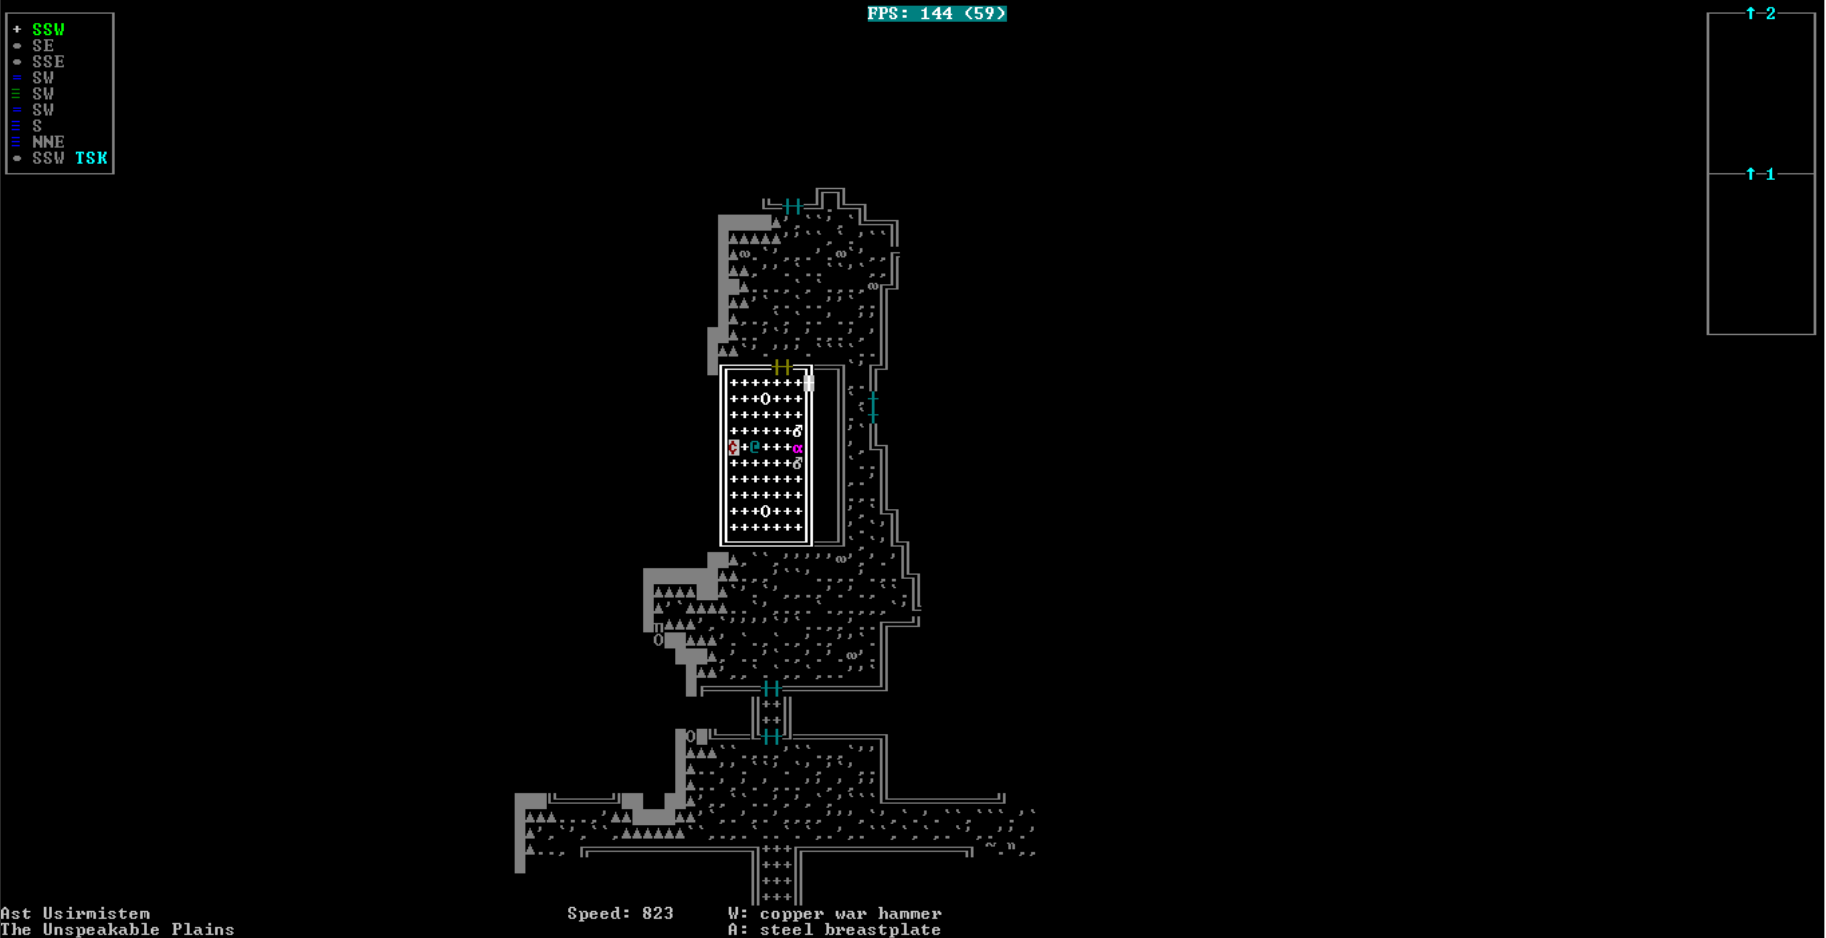 FPS: 144 (59)
SSW
SE
SSE
SW
SW
SW
S
NNE
SSW TSK
↑ 2
↑ 1
Ast Usirmistem
The Unspeakable Plains
Speed: 823
W: copper war hammer
A: steel breastplate